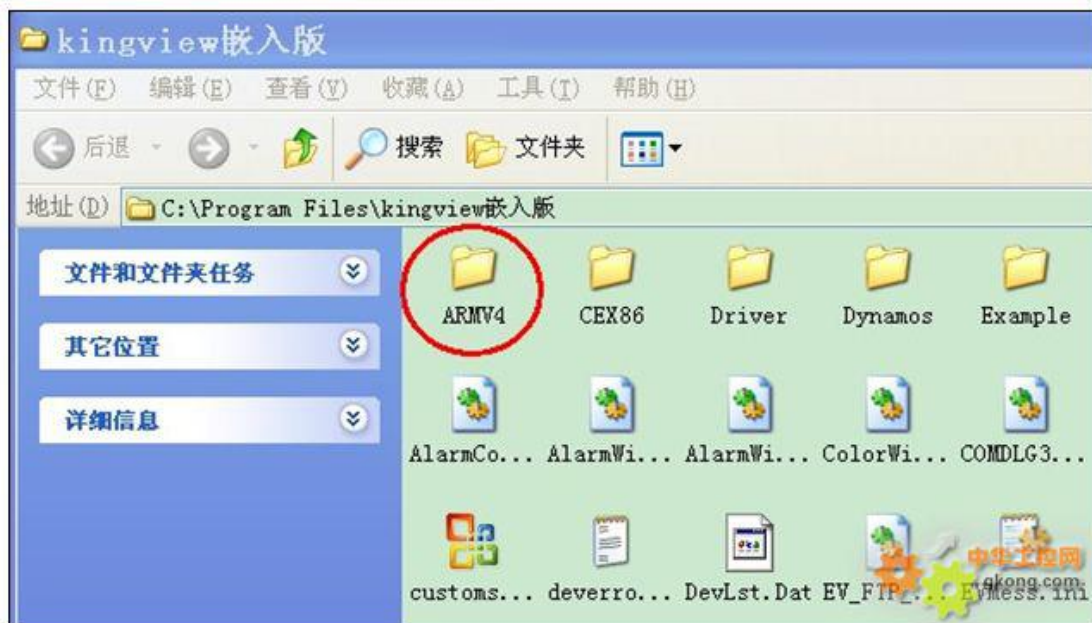 kingview嵌入版
文件(F) 编辑(E) 查看(V) 收藏(A) 工具(T) 帮助(H)
后退 搜索 文件夹
地址(D) C:\Program Files\kingview嵌入版
文件和文件夹任务
其它位置
详细信息
ARMV4 CEX86 Driver Dynamos Example
AlarmCo... AlarmWi... AlarmWi... ColorWi... COMDLG3...
customs... deverro... DevLst.Dat EV_FTP_... EVMess.ini
中华工控网
gkong.com